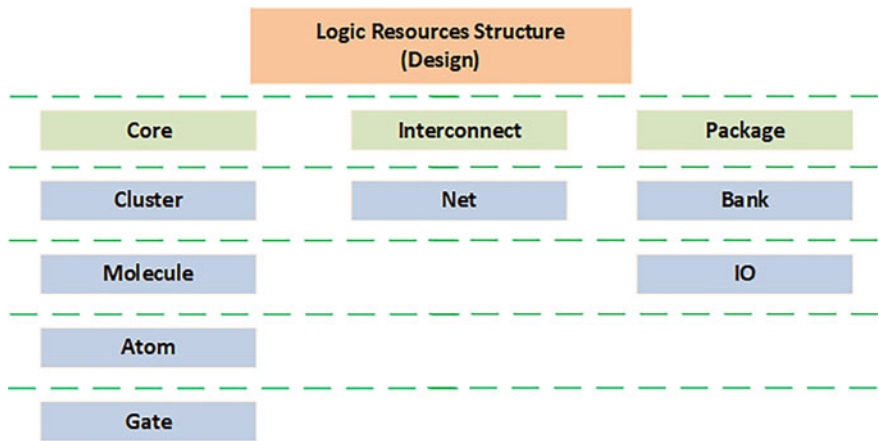 Logic Resources Structure
(Design)
Core
Interconnect
Package
Cluster
Net
Bank
Molecule
IO
Atom
Gate